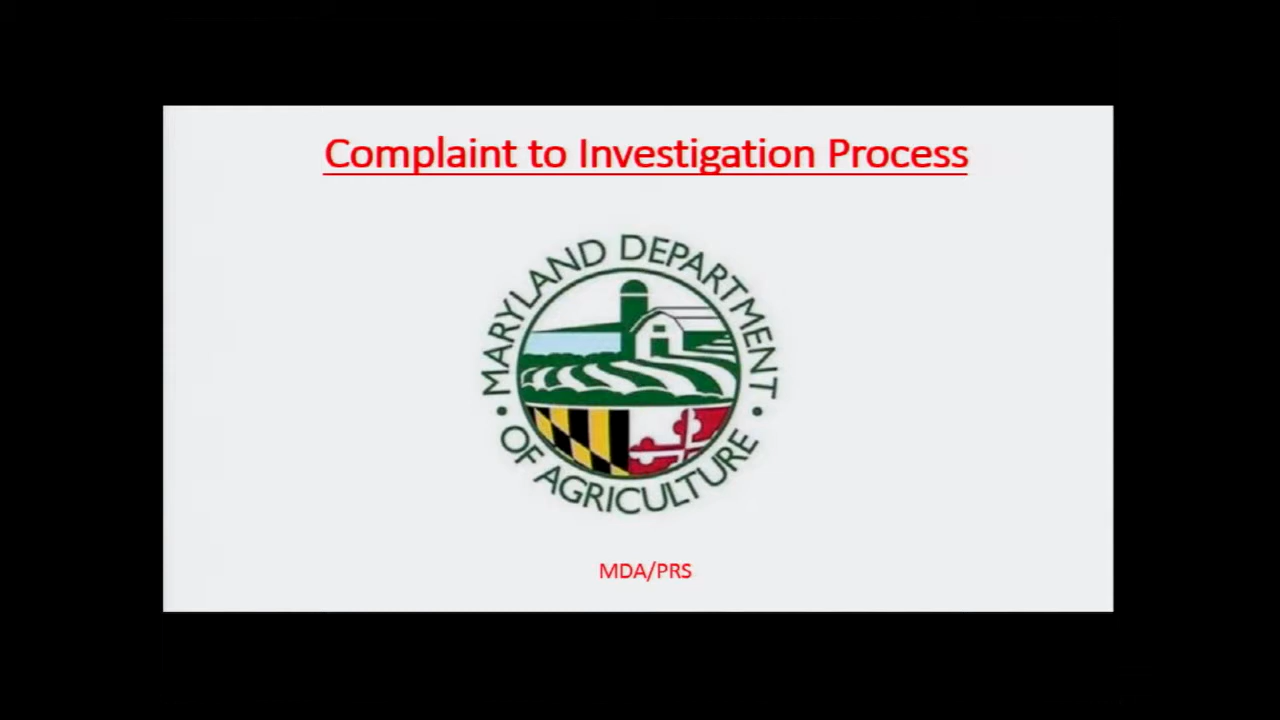 Complaint to Investigation Process
MARYLAND DEPARTMENT
• OF AGRICULTURE •
MDA/PRS